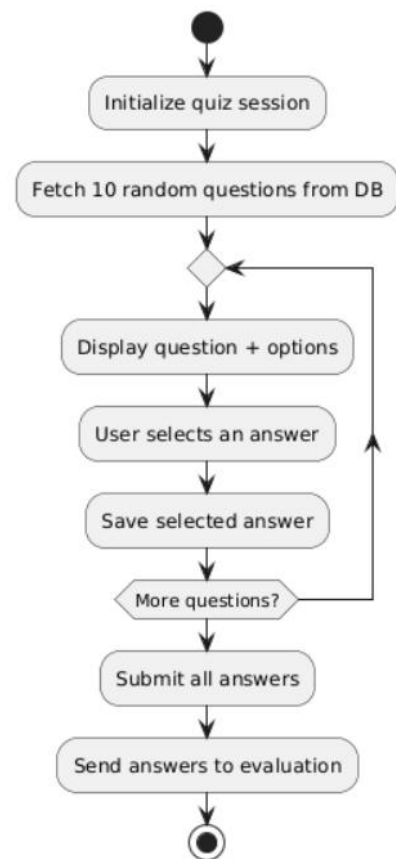 Initialize quiz session
Fetch 10 random questions from DB
Display question + options
User selects an answer
Save selected answer
More questions?
Submit all answers
Send answers to evaluation